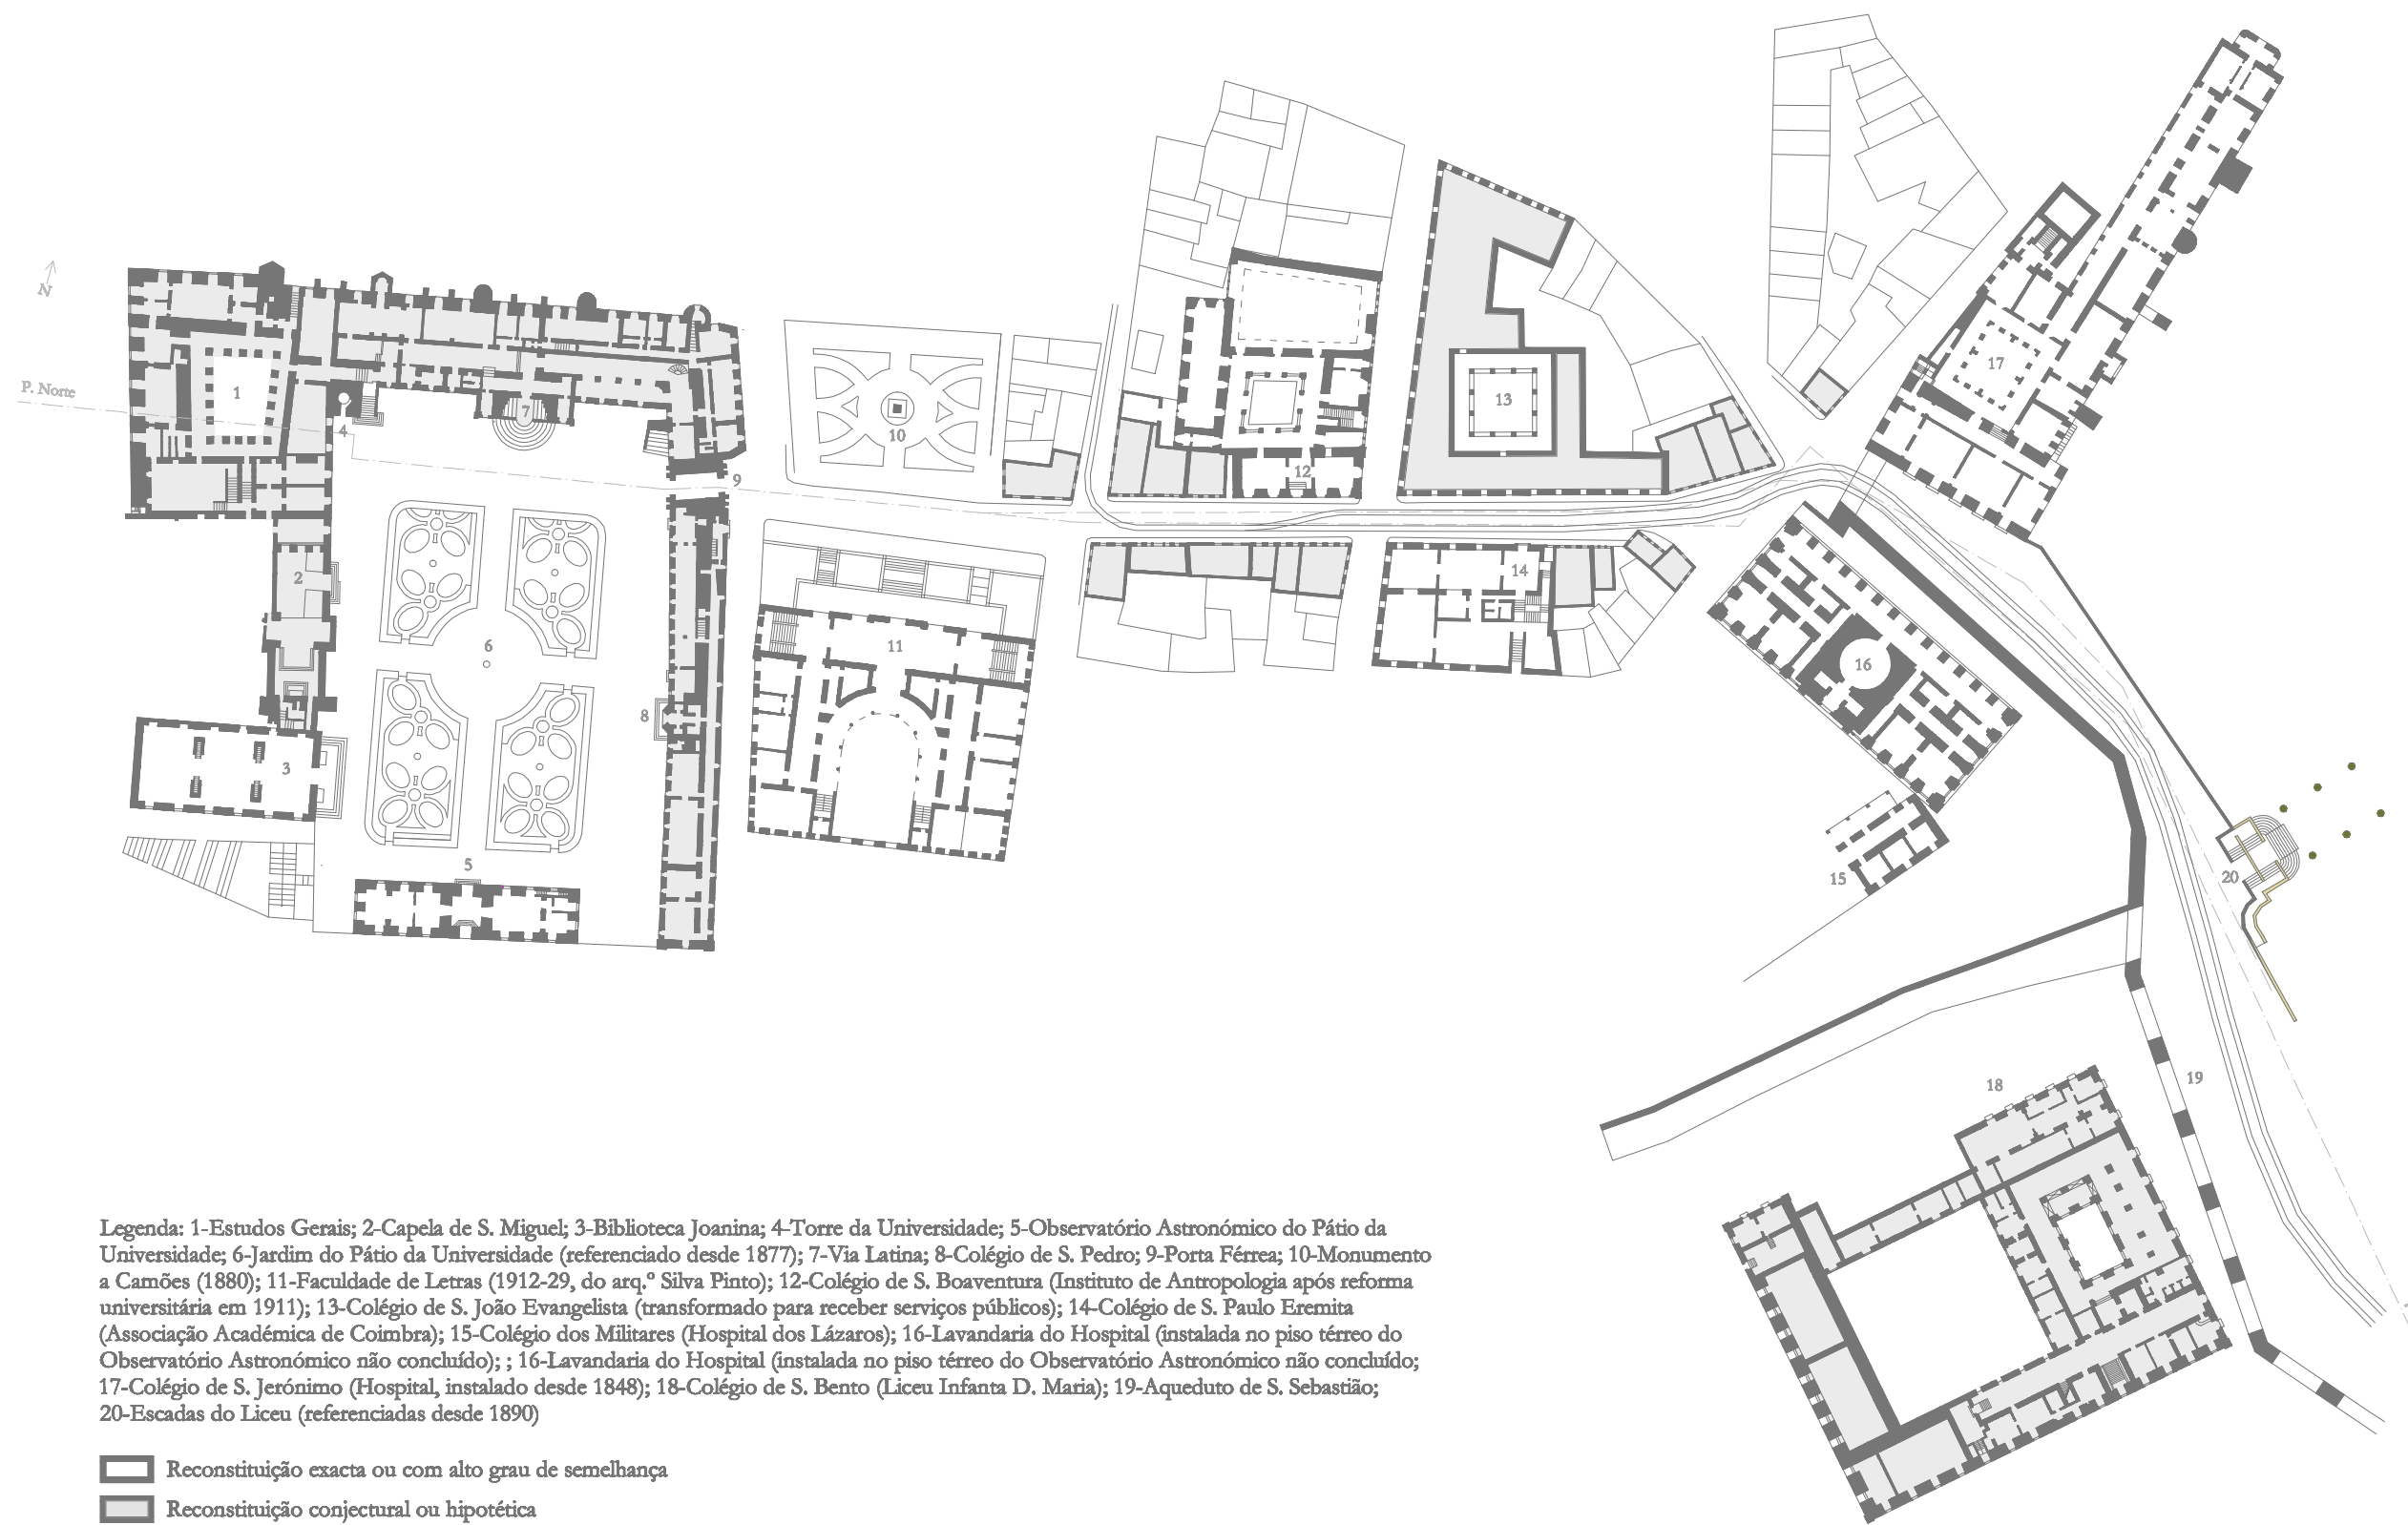 N
P. Norte
1
2
3
4
5
6
7
8
9
10
11
12
13
14
15
16
17
18
19
20
Legenda: 1-Estudos Gerais; 2-Capela de S. Miguel; 3-Biblioteca Joanina; 4-Torre da Universidade; 5-Observatório Astronómico do Pátio da
Universidade; 6-Jardim do Pátio da Universidade (referenciado desde 1877); 7-Via Latina; 8-Colégio de S. Pedro; 9-Porta Férrea; 10-Monumento
a Camões (1880); 11-Faculdade de Letras (1912-29, do arq.º Silva Pinto); 12-Colégio de S. Boaventura (Instituto de Antropologia após reforma
universitária em 1911); 13-Colégio de S. João Evangelista (transformado para receber serviços públicos); 14-Colégio de S. Paulo Eremita
(Associação Académica de Coimbra); 15-Colégio dos Militares (Hospital dos Lázaros); 16-Lavandaria do Hospital (instalada no piso térreo do
Observatório Astronómico não concluído); ; 16-Lavandaria do Hospital (instalada no piso térreo do Observatório Astronómico não concluído;
17-Colégio de S. Jerónimo (Hospital, instalado desde 1848); 18-Colégio de S. Bento (Liceu Infanta D. Maria); 19-Aqueduto de S. Sebastião;
20-Escadas do Liceu (referenciadas desde 1890)
Reconstituição exacta ou com alto grau de semelhança
Reconstituição conjectural ou hipotética